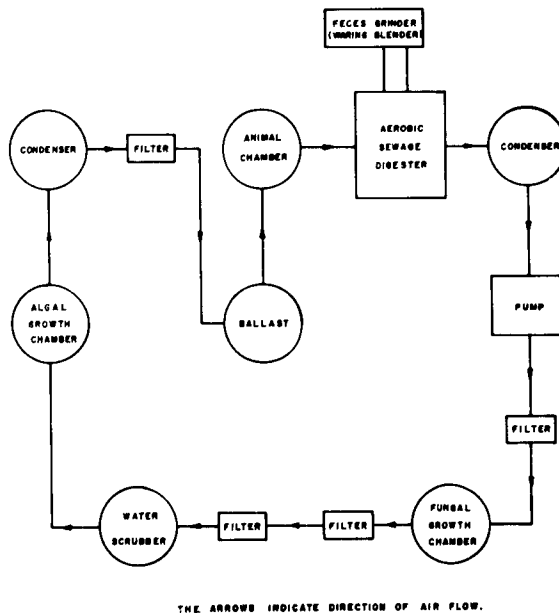 FECES GRINDER
(WARING BLENDER)
CONDENSER
FILTER
ANIMAL
CHAMBER
AEROBIC
SEWAGE
DIGESTER
CONDENSER
ALGAL
GROWTH
CHAMBER
BALLAST
PUMP
FILTER
WATER
SCRUBBER
FILTER
FILTER
FUNGAL
GROWTH
CHAMBER
THE ARROWS INDICATE DIRECTION OF AIR FLOW.